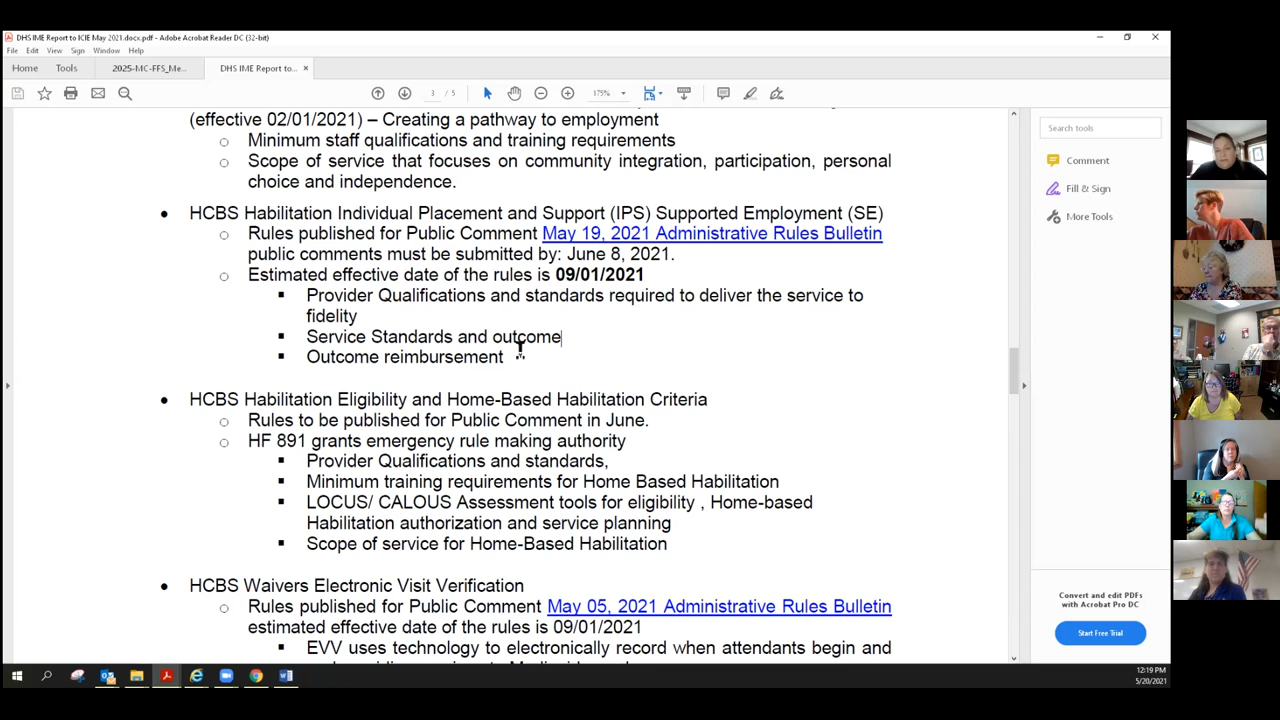 DHS IME Report to ICIE May 2021.docx.pdf - Adobe Acrobat Reader DC (32-bit)
File Edit View Sign Window Help
Home Tools 2025-MC-FFS_Me... DHS IME Report to... ×
3 / 5 175%
(effective 02/01/2021) – Creating a pathway to employment
Minimum staff qualifications and training requirements
Scope of service that focuses on community integration, participation, personal
choice and independence.
HCBS Habilitation Individual Placement and Support (IPS) Supported Employment (SE)
Rules published for Public Comment May 19, 2021 Administrative Rules Bulletin
public comments must be submitted by: June 8, 2021.
Estimated effective date of the rules is 09/01/2021
Provider Qualifications and standards required to deliver the service to
fidelity
Service Standards and outcome
Outcome reimbursement
HCBS Habilitation Eligibility and Home-Based Habilitation Criteria
Rules to be published for Public Comment in June.
HF 891 grants emergency rule making authority
Provider Qualifications and standards,
Minimum training requirements for Home Based Habilitation
LOCUS/ CALOUS Assessment tools for eligibility , Home-based
Habilitation authorization and service planning
Scope of service for Home-Based Habilitation
HCBS Waivers Electronic Visit Verification
Rules published for Public Comment May 05, 2021 Administrative Rules Bulletin
estimated effective date of the rules is 09/01/2021
EVV uses technology to electronically record when attendants begin and
Search tools
Comment
Fill & Sign
More Tools
Convert and edit PDFs
with Acrobat Pro DC
Start Free Trial
12:19 PM
5/20/2021